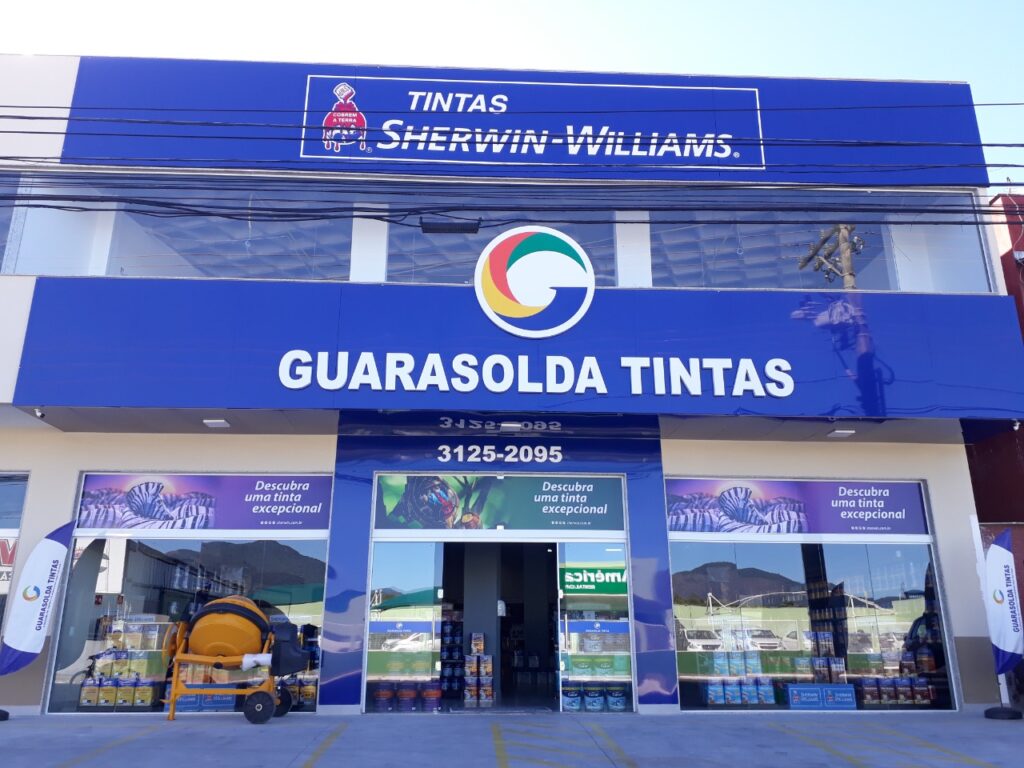 COBREM
A TERRA
TINTAS
SHERWIN-WILLIAMS®
GUARASOLDA TINTAS
3125-2095
Descubra
uma tinta
excepcional
Descubra
uma tinta
excepcional
Descubra
uma tinta
excepcional
América
GUARASOLDA TINTAS
GUARASOLDA TINTAS